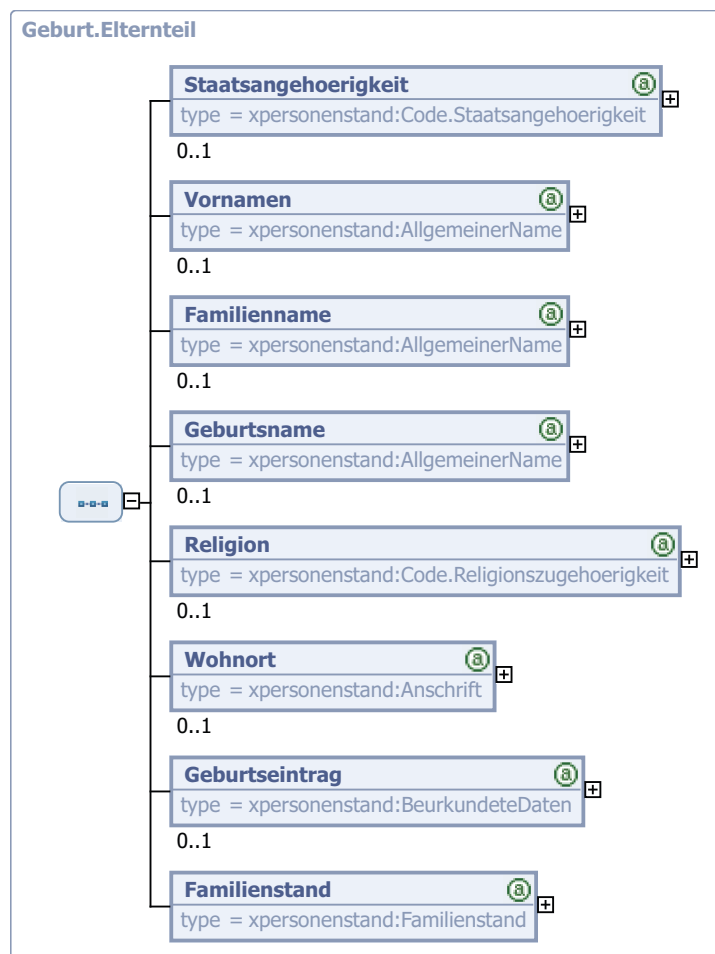 Geburt.Elternteil
Staatsangehoerigkeit
type = xpersonenstand:Code.Staatsangehoerigkeit
0..1
Vornamen
type = xpersonenstand:AllgemeinerName
0..1
Familienname
type = xpersonenstand:AllgemeinerName
0..1
Geburtsname
type = xpersonenstand:AllgemeinerName
0..1
Religion
type = xpersonenstand:Code.Religionszugehoerigkeit
0..1
Wohnort
type = xpersonenstand:Anschrift
0..1
Geburtseintrag
type = xpersonenstand:BeurkundeteDaten
0..1
Familienstand
type = xpersonenstand:Familienstand